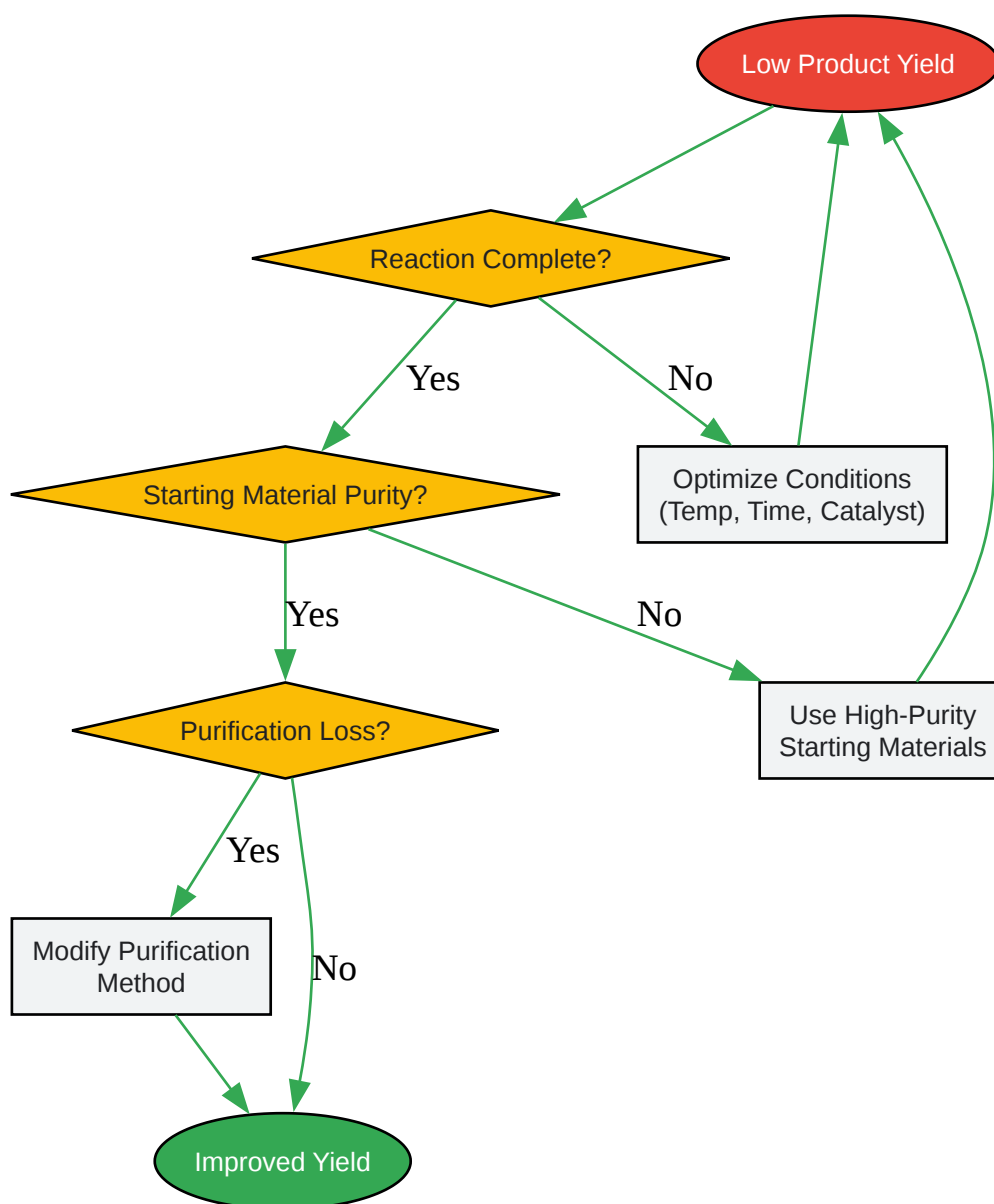 Low Product Yield
Reaction Complete?
Yes
No
Starting Material Purity?
Optimize Conditions
(Temp, Time, Catalyst)
Yes
No
Purification Loss?
Use High-Purity
Starting Materials
Yes
Modify Purification
Method
No
Improved Yield